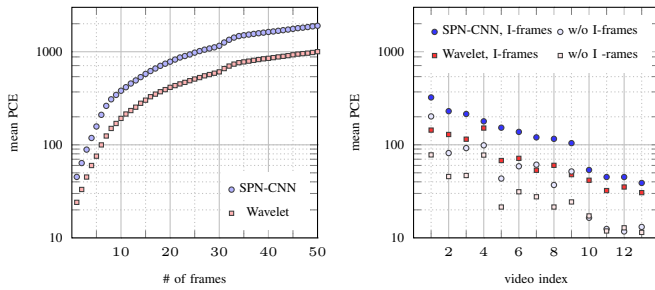 1000
100
10
mean PCE
10
20
30
40
50
# of frames
SPN-CNN
Wavelet
SPN-CNN, I-frames
w/o I-frames
Wavelet, I-frames
w/o I -rames
1000
100
10
mean PCE
2
4
6
8
10
12
video index